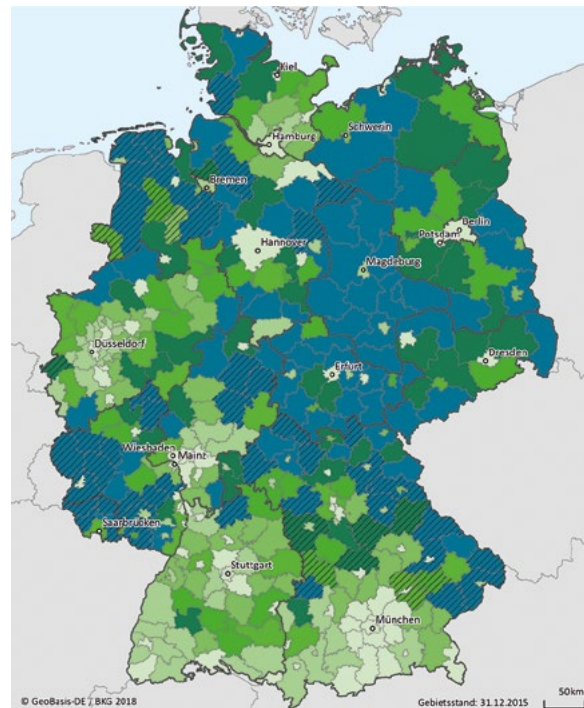 Kiel
Schwerin
Hamburg
Bremen
Berlin
Potsdam
Hannover
Magdeburg
Düsseldorf
Erfurt
Dresden
Wiesbaden
Mainz
Saarbrücken
Stuttgart
München
50km
© GeoBasis-DE / BKG 2018
Gebietsstand: 31.12.2015